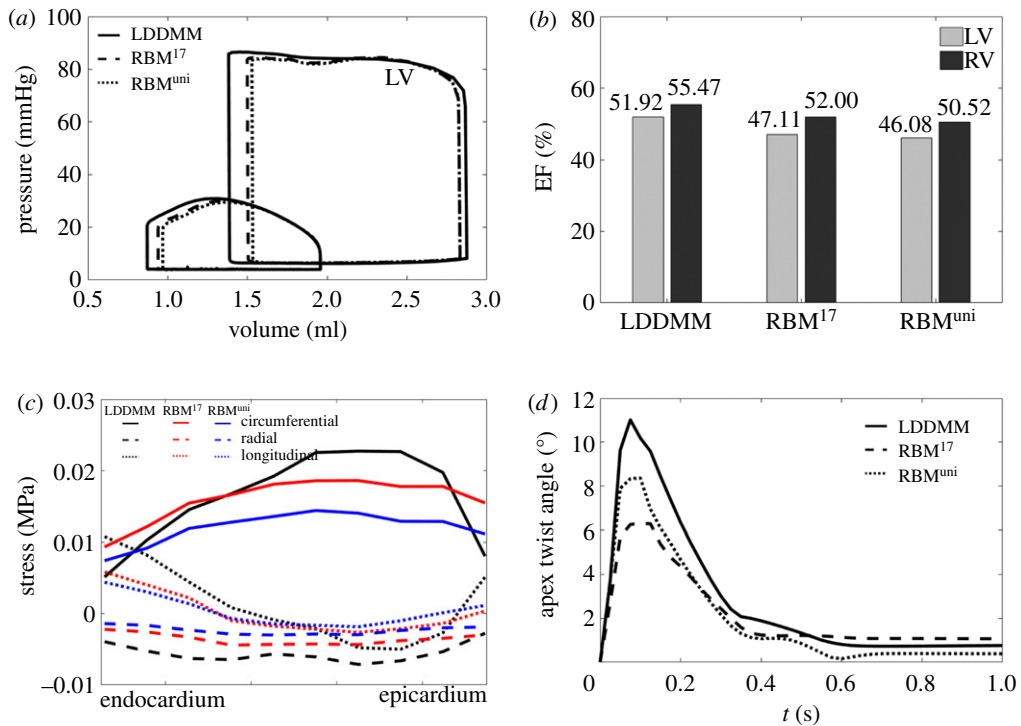 (a)
100
80
60
40
20
0
pressure (mmHg)
LDDMM
RBM¹⁷
RBMᵘⁿⁱ
LV
0.5 1.0 1.5 2.0 2.5 3.0
volume (ml)
(b)
80
60
40
20
0
EF (%)
LV
RV
51.92 55.47 47.11 52.00 46.08 50.52
LDDMM RBM¹⁷ RBMᵘⁿⁱ
(c)
0.03
0.02
0.01
0
–0.01
stress (MPa)
LDDMM RBM¹⁷ RBMᵘⁿⁱ
circumferential
radial
longitudinal
endocardium epicardium
(d)
12
10
8
6
4
2
apex twist angle (°)
LDDMM
RBM¹⁷
RBMᵘⁿⁱ
0 0.2 0.4 0.6 0.8 1.0
t (s)